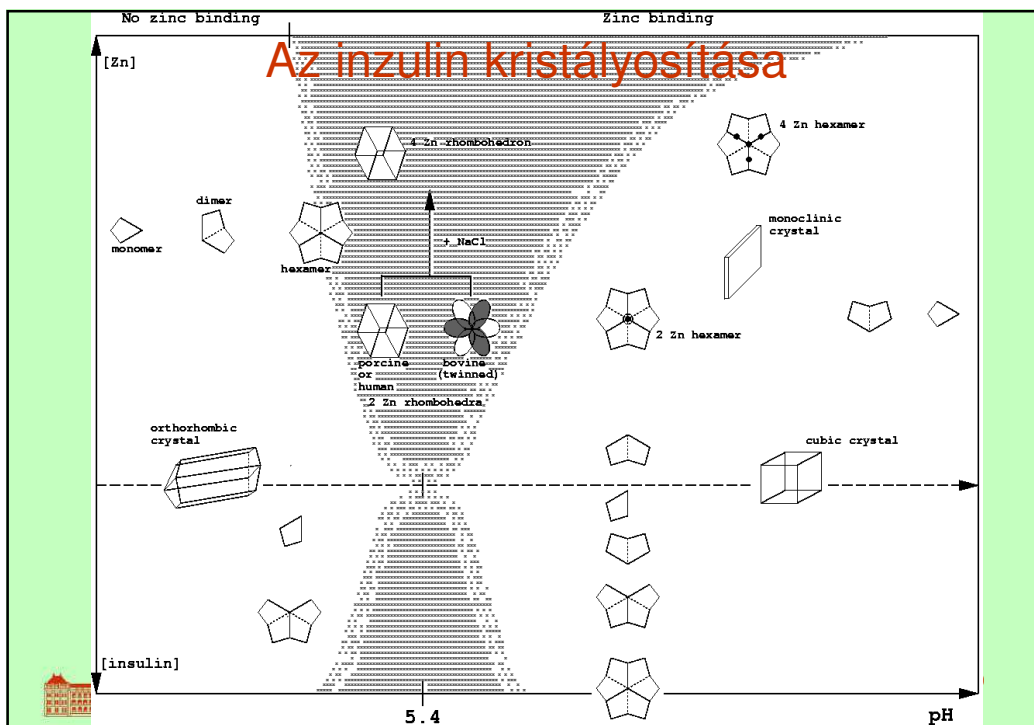 No zinc binding
Zinc binding
[Zn]
Az inzulin kristályosítása
4 Zn rhombohedron
4 Zn hexamer
dimer
monomer
hexamer
+ NaCl
monoclinic
crystal
2 Zn hexamer
porcine
or
human
bovine
(twinned)
2 Zn rhombohedra
orthorhombic
crystal
cubic crystal
[insulin]
5.4
pH